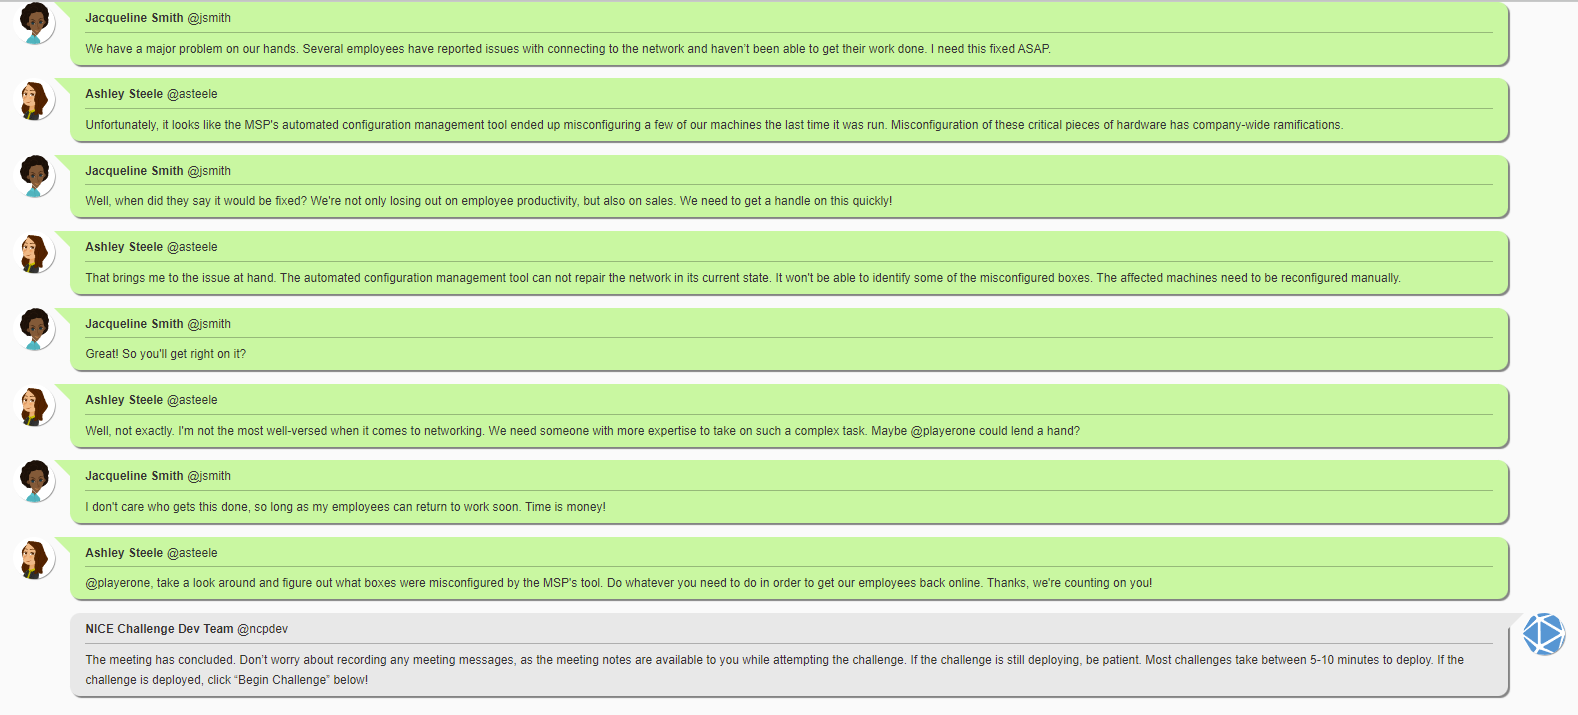 Jacqueline Smith @jsmith
We have a major problem on our hands. Several employees have reported issues with connecting to the network and haven't been able to get their work done. I need this fixed ASAP.
Ashley Steele @asteele
Unfortunately, it looks like the MSP's automated configuration management tool ended up misconfiguring a few of our machines the last time it was run. Misconfiguration of these critical pieces of hardware has company-wide ramifications.
Jacqueline Smith @jsmith
Well, when did they say it would be fixed? We're not only losing out on employee productivity, but also on sales. We need to get a handle on this quickly!
Ashley Steele @asteele
That brings me to the issue at hand. The automated configuration management tool can not repair the network in its current state. It won't be able to identify some of the misconfigured boxes. The affected machines need to be reconfigured manually.
Jacqueline Smith @jsmith
Great! So you'll get right on it?
Ashley Steele @asteele
Well, not exactly. I'm not the most well-versed when it comes to networking. We need someone with more expertise to take on such a complex task. Maybe @playerone could lend a hand?
Jacqueline Smith @jsmith
I don't care who gets this done, so long as my employees can return to work soon. Time is money!
Ashley Steele @asteele
@playerone, take a look around and figure out what boxes were misconfigured by the MSP's tool. Do whatever you need to do in order to get our employees back online. Thanks, we're counting on you!
NICE Challenge Dev Team @ncpdev
The meeting has concluded. Don't worry about recording any meeting messages, as the meeting notes are available to you while attempting the challenge. If the challenge is still deploying, be patient. Most challenges take between 5-10 minutes to deploy. If the
challenge is deployed, click “Begin Challenge” below!